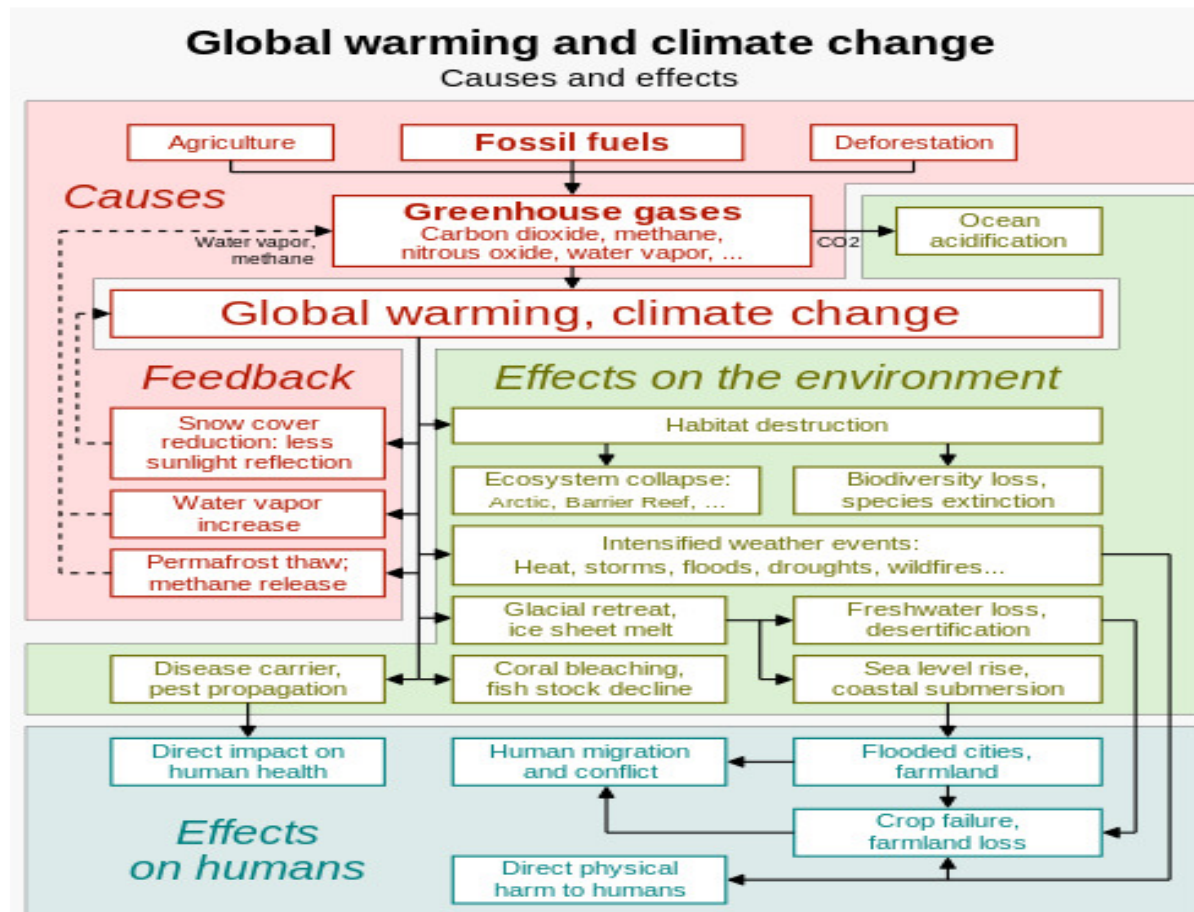 Global warming and climate change
Causes and effects
Agriculture
Fossil fuels
Deforestation
Causes
Greenhouse gases
Carbon dioxide, methane,
nitrous oxide, water vapor, ...
Water vapor,
methane
CO2
Ocean
acidification
Global warming, climate change
Feedback
Effects on the environment
Snow cover
reduction: less
sunlight reflection
Habitat destruction
Ecosystem collapse:
Arctic, Barrier Reef, ...
Biodiversity loss,
species extinction
Water vapor
increase
Intensified weather events:
Heat, storms, floods, droughts, wildfires...
Permafrost thaw;
methane release
Glacial retreat,
ice sheet melt
Freshwater loss,
desertification
Disease carrier,
pest propagation
Coral bleaching,
fish stock decline
Sea level rise,
coastal submersion
Direct impact on
human health
Human migration
and conflict
Flooded cities,
farmland
Effects
on humans
Crop failure,
farmland loss
Direct physical
harm to humans